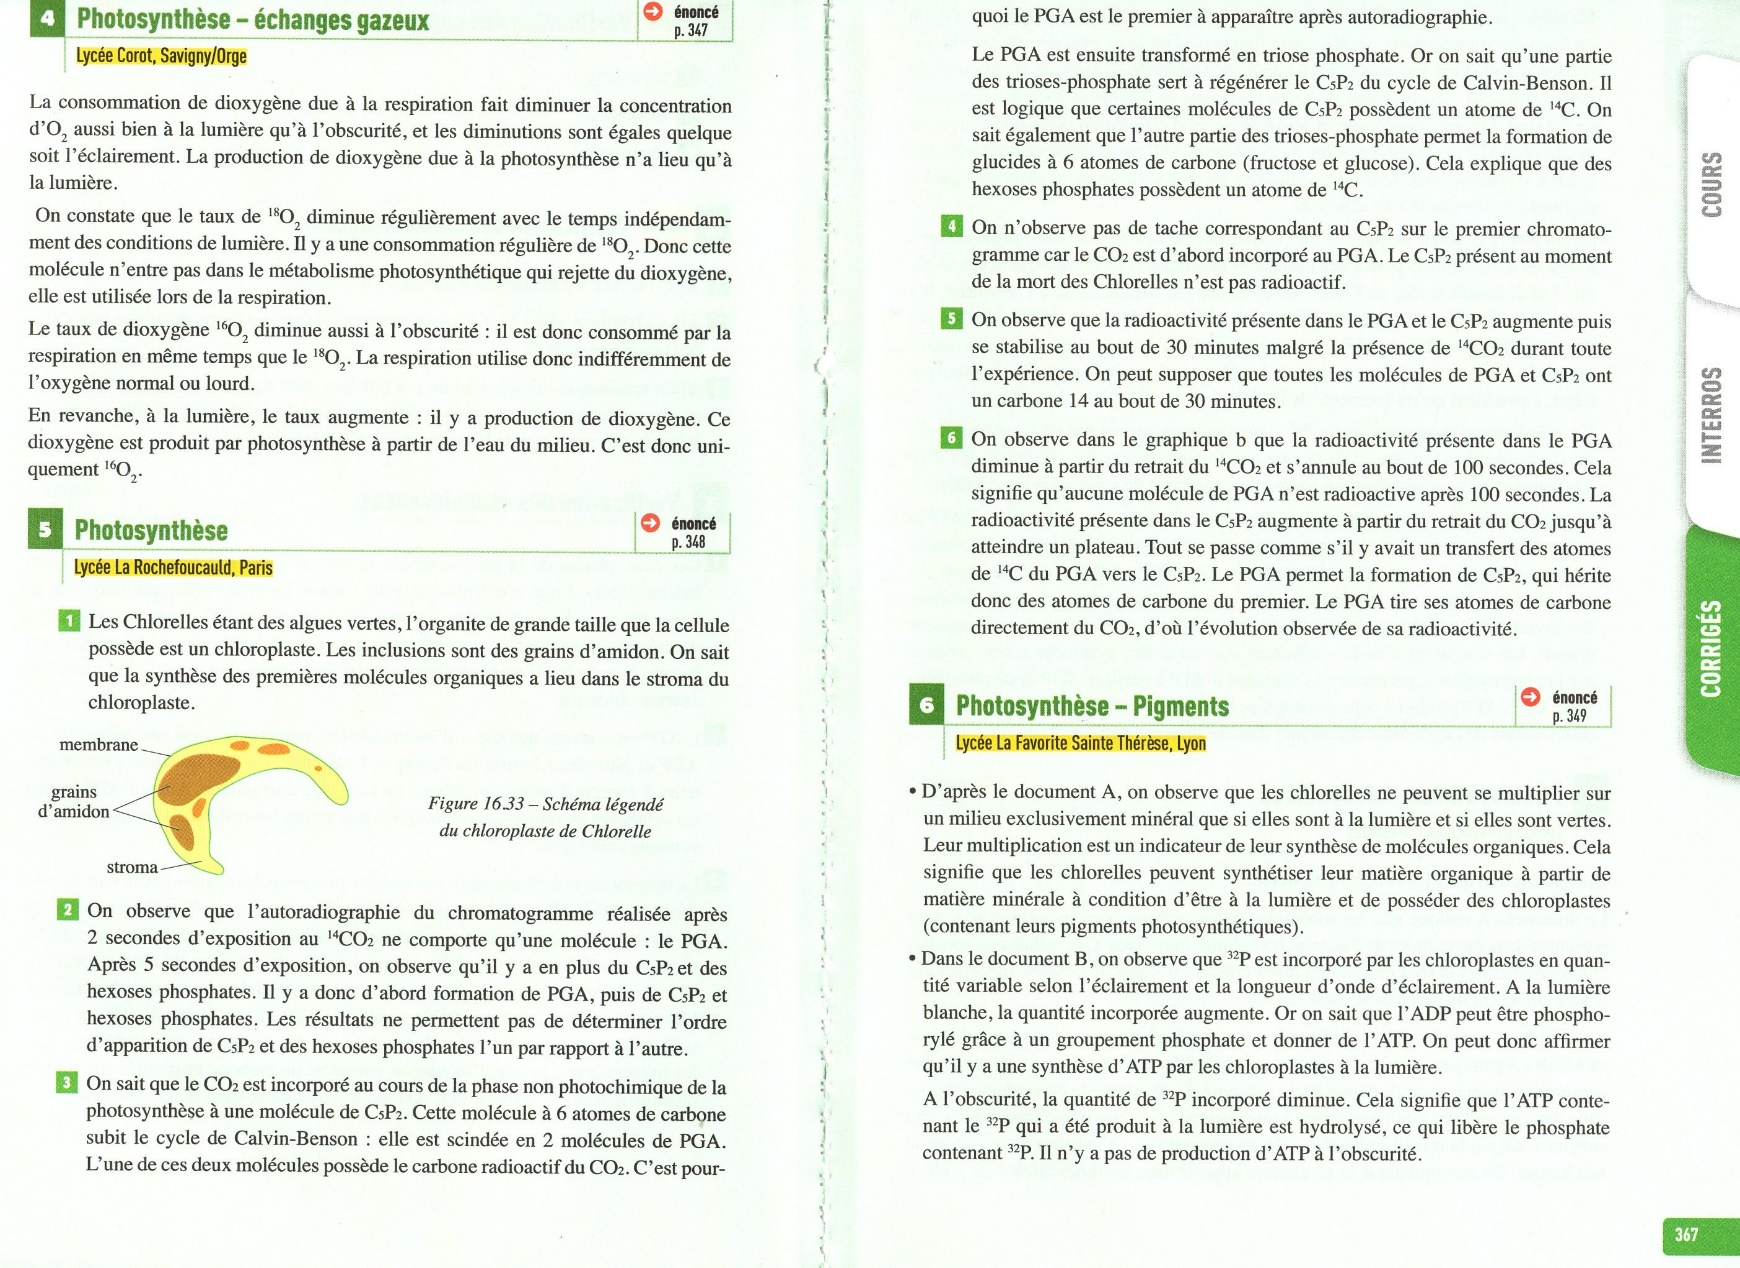 4 Photosynthèse – échanges gazeux
énoncé
p. 347
Lycée Corot, Savigny/Orge
La consommation de dioxygène due à la respiration fait diminuer la concentration
d’O2 aussi bien à la lumière qu’à l’obscurité, et les diminutions sont égales quelque
soit l’éclairement. La production de dioxygène due à la photosynthèse n’a lieu qu’à
la lumière.
On constate que le taux de ¹⁸O2 diminue régulièrement avec le temps indépendam-
ment des conditions de lumière. Il y a une consommation régulière de ¹⁸O2. Donc cette
molécule n’entre pas dans le métabolisme photosynthétique qui rejette du dioxygène,
elle est utilisée lors de la respiration.
Le taux de dioxygène ¹⁶O2 diminue aussi à l’obscurité : il est donc consommé par la
respiration en même temps que le ¹⁸O2. La respiration utilise donc indifféremment de
l’oxygène normal ou lourd.
En revanche, à la lumière, le taux augmente : il y a production de dioxygène. Ce
dioxygène est produit par photosynthèse à partir de l’eau du milieu. C’est donc uni-
quement ¹⁶O2.
5 Photosynthèse
énoncé
p. 348
Lycée La Rochefoucauld, Paris
1 Les Chlorelles étant des algues vertes, l’organite de grande taille que la cellule
possède est un chloroplaste. Les inclusions sont des grains d’amidon. On sait
que la synthèse des premières molécules organiques a lieu dans le stroma du
chloroplaste.
membrane
grains
d’amidon
stroma
Figure 16.33 – Schéma légendé
du chloroplaste de Chlorelle
2 On observe que l’autoradiographie du chromatogramme réalisée après
2 secondes d’exposition au ¹⁴CO2 ne comporte qu’une molécule : le PGA.
Après 5 secondes d’exposition, on observe qu’il y a en plus du C5P2 et des
hexoses phosphates. Il y a donc d’abord formation de PGA, puis de C5P2 et
hexoses phosphates. Les résultats ne permettent pas de déterminer l’ordre
d’apparition de C5P2 et des hexoses phosphates l’un par rapport à l’autre.
3 On sait que le CO2 est incorporé au cours de la phase non photochimique de la
photosynthèse à une molécule de C5P2. Cette molécule à 6 atomes de carbone
subit le cycle de Calvin-Benson : elle est scindée en 2 molécules de PGA.
L’une de ces deux molécules possède le carbone radioactif du CO2. C’est pour-
quoi le PGA est le premier à apparaître après autoradiographie.
Le PGA est ensuite transformé en triose phosphate. Or on sait qu’une partie
des trioses-phosphate sert à régénérer le C5P2 du cycle de Calvin-Benson. Il
est logique que certaines molécules de C5P2 possèdent un atome de ¹⁴C. On
sait également que l’autre partie des trioses-phosphate permet la formation de
glucides à 6 atomes de carbone (fructose et glucose). Cela explique que des
hexoses phosphates possèdent un atome de ¹⁴C.
4 On n’observe pas de tache correspondant au C5P2 sur le premier chromato-
gramme car le CO2 est d’abord incorporé au PGA. Le C5P2 présent au moment
de la mort des Chlorelles n’est pas radioactif.
5 On observe que la radioactivité présente dans le PGA et le C5P2 augmente puis
se stabilise au bout de 30 minutes malgré la présence de ¹⁴CO2 durant toute
l’expérience. On peut supposer que toutes les molécules de PGA et C5P2 ont
un carbone 14 au bout de 30 minutes.
6 On observe dans le graphique b que la radioactivité présente dans le PGA
diminue à partir du retrait du ¹⁴CO2 et s’annule au bout de 100 secondes. Cela
signifie qu’aucune molécule de PGA n’est radioactive après 100 secondes. La
radioactivité présente dans le C5P2 augmente à partir du retrait du CO2 jusqu’à
atteindre un plateau. Tout se passe comme s’il y avait un transfert des atomes
de ¹⁴C du PGA vers le C5P2. Le PGA permet la formation de C5P2, qui hérite
donc des atomes de carbone du premier. Le PGA tire ses atomes de carbone
directement du CO2, d’où l’évolution observée de sa radioactivité.
6 Photosynthèse – Pigments
énoncé
p. 349
Lycée La Favorite Sainte Thérèse, Lyon
• D’après le document A, on observe que les chlorelles ne peuvent se multiplier sur
un milieu exclusivement minéral que si elles sont à la lumière et si elles sont vertes.
Leur multiplication est un indicateur de leur synthèse de molécules organiques. Cela
signifie que les chlorelles peuvent synthétiser leur matière organique à partir de
matière minérale à condition d’être à la lumière et de posséder des chloroplastes
(contenant leurs pigments photosynthétiques).
• Dans le document B, on observe que ³²P est incorporé par les chloroplastes en quan-
tité variable selon l’éclairement et la longueur d’onde d’éclairement. A la lumière
blanche, la quantité incorporée augmente. Or on sait que l’ADP peut être phospho-
rylé grâce à un groupement phosphate et donner de l’ATP. On peut donc affirmer
qu’il y a une synthèse d’ATP par les chloroplastes à la lumière.
A l’obscurité, la quantité de ³²P incorporé diminue. Cela signifie que l’ATP conte-
nant le ³²P qui a été produit à la lumière est hydrolysé, ce qui libère le phosphate
contenant ³²P. Il n’y a pas de production d’ATP à l’obscurité.
COURS
INTERROS
CORRIGÉS
367